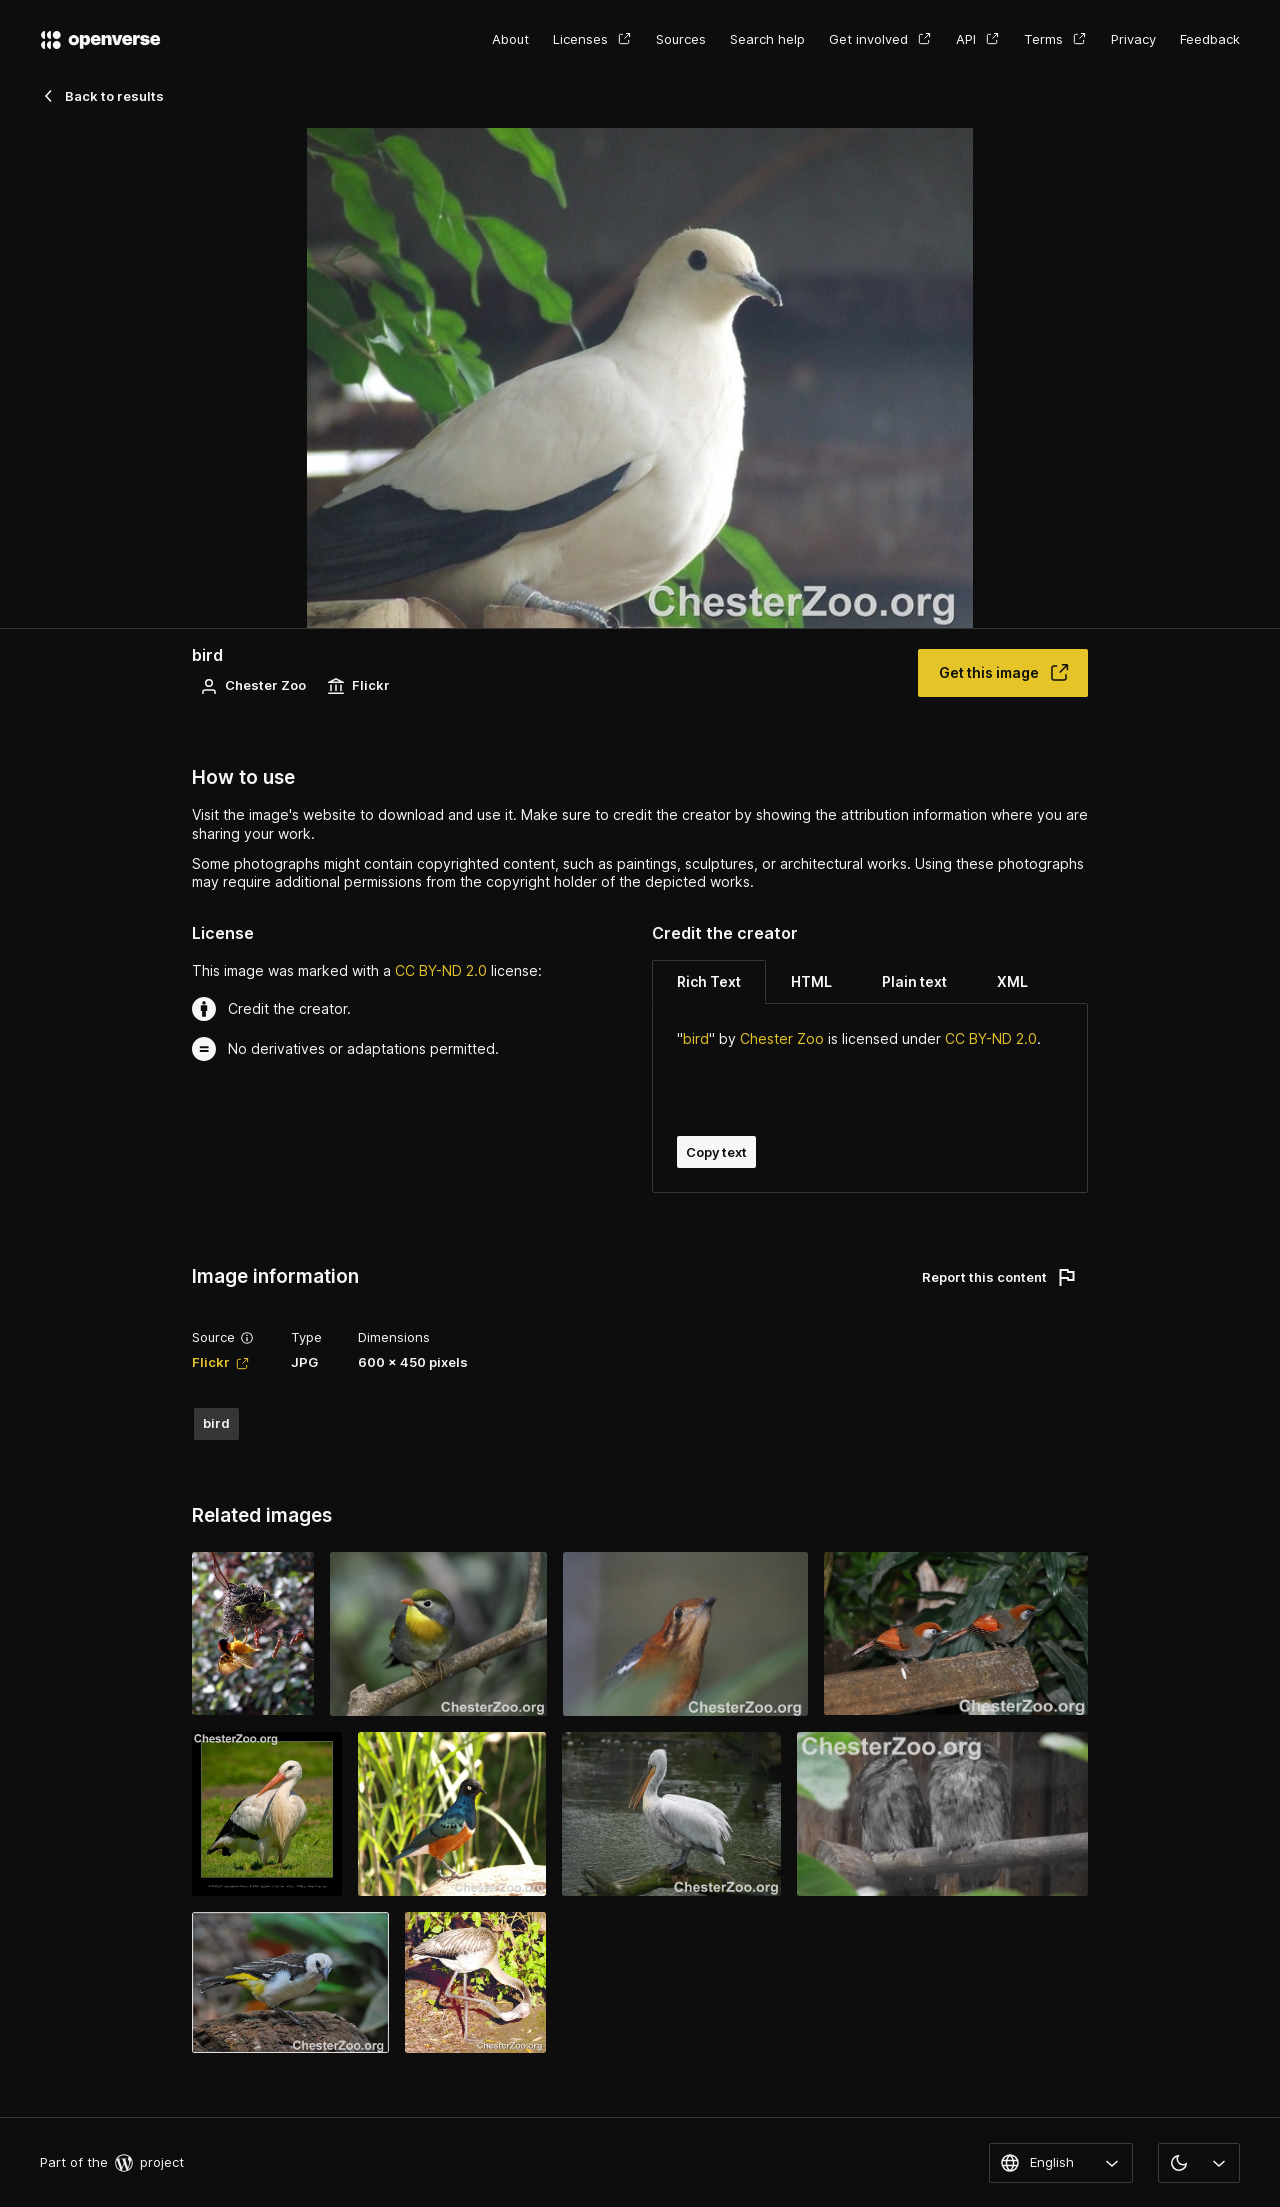 openverse
About
Licenses
Sources
Search help
Get involved
API
Terms
Privacy
Feedback
Back to results
ChesterZoo.org
bird
Chester Zoo
Flickr
Get this image
How to use
Visit the image's website to download and use it. Make sure to credit the creator by showing the attribution information where you are
sharing your work.
Some photographs might contain copyrighted content, such as paintings, sculptures, or architectural works. Using these photographs
may require additional permissions from the copyright holder of the depicted works.
License
This image was marked with a CC BY-ND 2.0 license:
Credit the creator.
No derivatives or adaptations permitted.
Credit the creator
Rich Text
HTML
Plain text
XML
"bird" by Chester Zoo is licensed under CC BY-ND 2.0.
Copy text
Image information
Report this content
Source
Flickr
Type
JPG
Dimensions
600 × 450 pixels
bird
Related images
ChesterZoo.org
ChesterZoo.org
ChesterZoo.org
ChesterZoo.org
ChesterZoo.org
ChesterZoo.org
ChesterZoo.org
ChesterZoo.org
ChesterZoo.org
Part of the
project
English